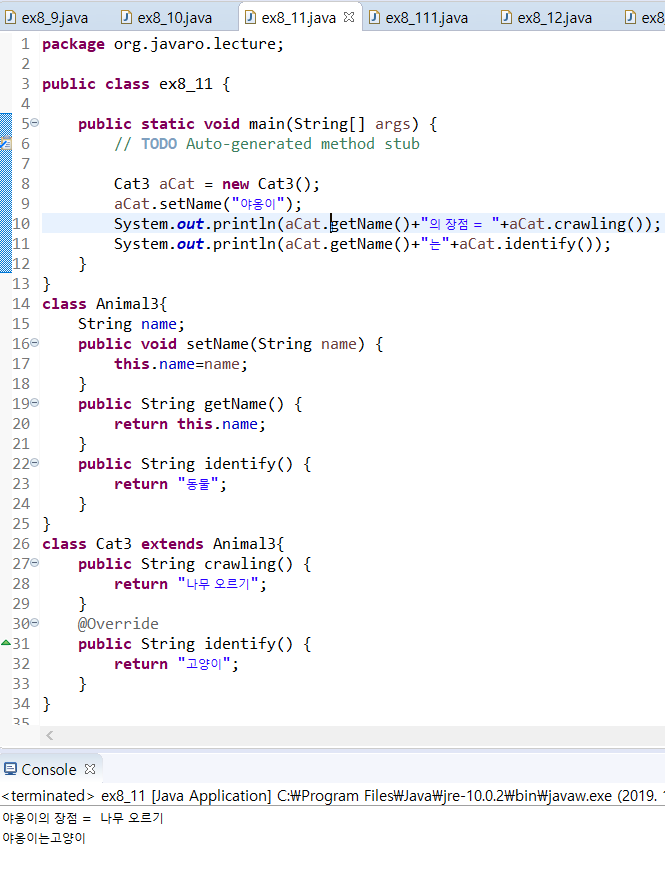 ex8_9.java ex8_10.java ex8_11.java ex8_111.java ex8_12.java ex8
1 package org.javaro.lecture;
2
3 public class ex8_11 {
4
5 public static void main(String[] args) {
6 // TODO Auto-generated method stub
7
8 Cat3 aCat = new Cat3();
9 aCat.setName("야옹이");
10 System.out.println(aCat.getName()+"의 장점 = "+aCat.crawling());
11 System.out.println(aCat.getName()+"는"+aCat.identify());
12 }
13 }
14 class Animal3{
15 String name;
16 public void setName(String name) {
17 this.name=name;
18 }
19 public String getName() {
20 return this.name;
21 }
22 public String identify() {
23 return "동물";
24 }
25 }
26 class Cat3 extends Animal3{
27 public String crawling() {
28 return "나무 오르기";
29 }
30 @Override
31 public String identify() {
32 return "고양이";
33 }
34 }
35
Console
<terminated> ex8_11 [Java Application] C:₩Program Files₩Java₩jre-10.0.2₩bin₩javaw.exe (2019.
야옹이의 장점 = 나무 오르기
야옹이는고양이